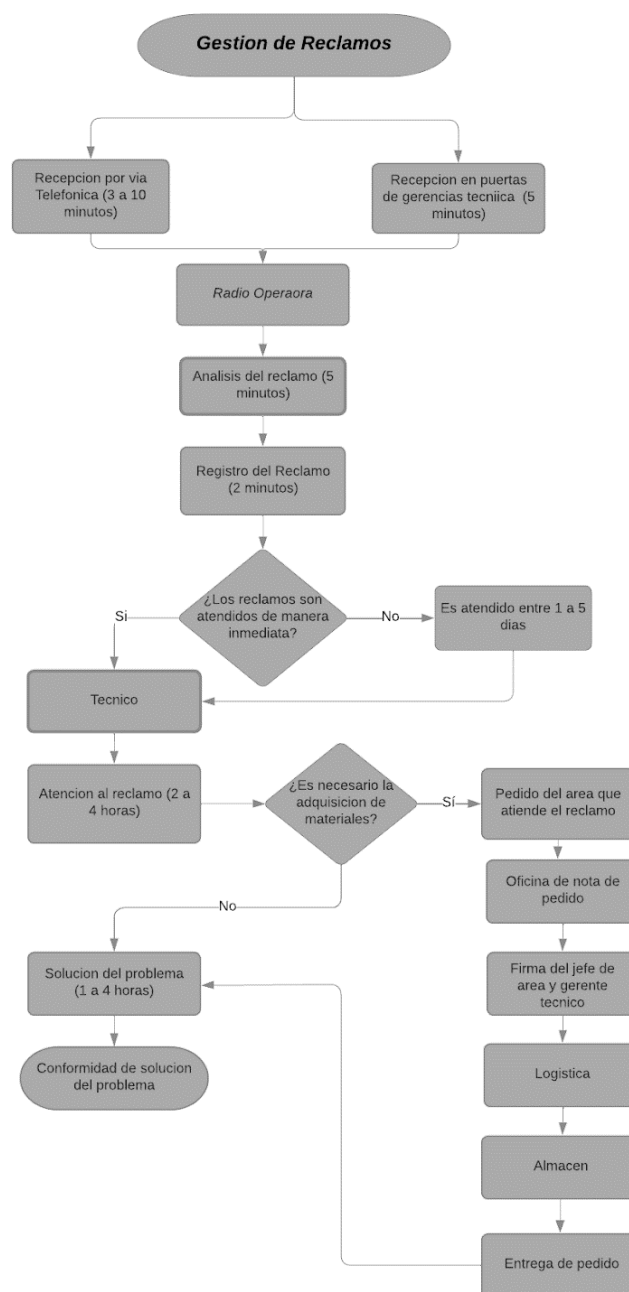 Gestion de Reclamos
Recepcion por via
Telefonica (3 a 10
minutos)
Recepcion en puertas
de gerencias tecniica (5
minutos)
Radio Operaora
Analisis del reclamo (5
minutos)
Registro del Reclamo
(2 minutos)
¿Los reclamos son
atendidos de manera
inmediata?
Si
No
Es atendido entre 1 a 5
dias
Tecnico
Atencion al reclamo (2 a
4 horas)
¿Es necesario la
adquisicion de
materiales?
Sí
Pedido del area que
atiende el reclamo
Oficina de nota de
pedido
No
Firma del jefe de
area y gerente
tecnico
Solucion del problema
(1 a 4 horas)
Conformidad de solucion
del problema
Logistica
Almacen
Entrega de pedido